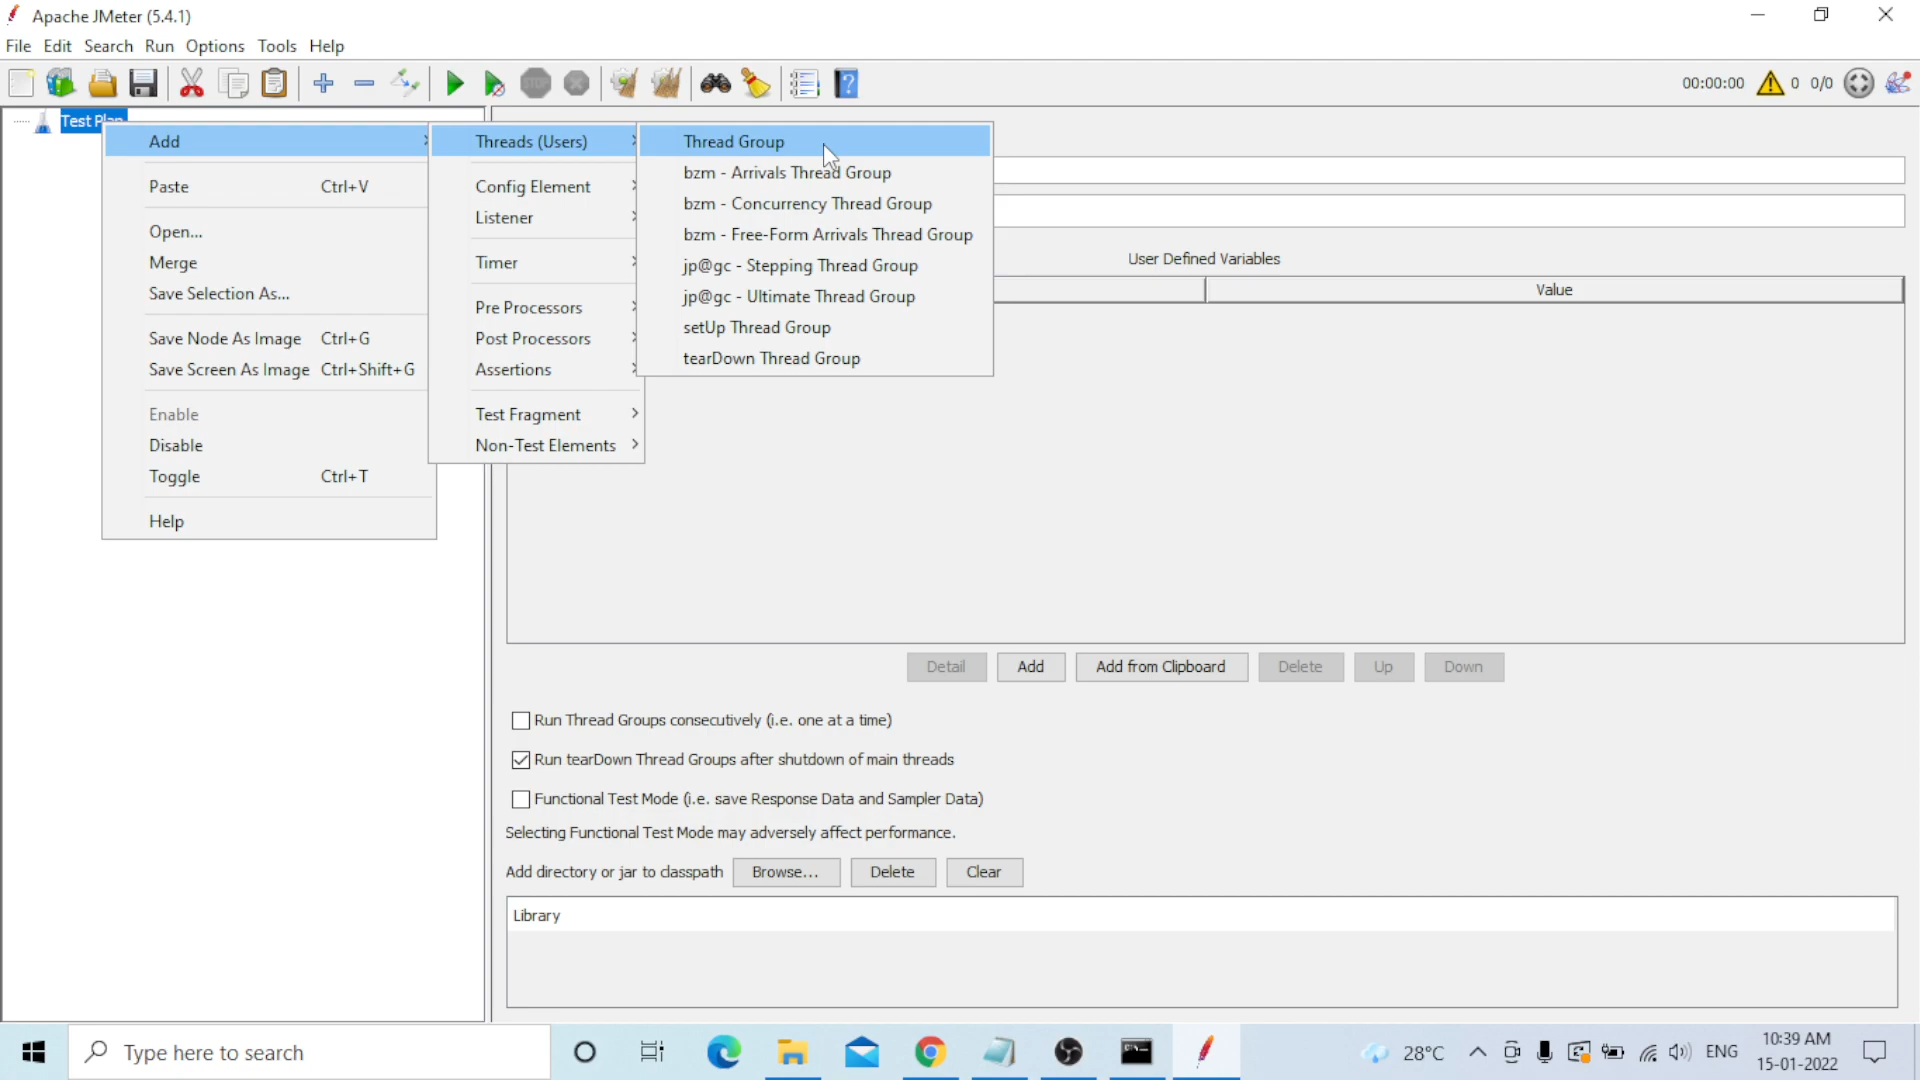 Apache JMeter (5.4.1)
File Edit Search Run Options Tools Help
STOP
00:00:00 0 0/0
Test Plan
Add
Paste Ctrl+V
Open...
Merge
Save Selection As...
Save Node As Image Ctrl+G
Save Screen As Image Ctrl+Shift+G
Enable
Disable
Toggle Ctrl+T
Help
Threads (Users)
Config Element
Listener
Timer
Pre Processors
Post Processors
Assertions
Test Fragment
Non-Test Elements
Thread Group
bzm - Arrivals Thread Group
bzm - Concurrency Thread Group
bzm - Free-Form Arrivals Thread Group
jp@gc - Stepping Thread Group
jp@gc - Ultimate Thread Group
setUp Thread Group
tearDown Thread Group
User Defined Variables
Value
Detail Add Add from Clipboard Delete Up Down
Run Thread Groups consecutively (i.e. one at a time)
Run tearDown Thread Groups after shutdown of main threads
Functional Test Mode (i.e. save Response Data and Sampler Data)
Selecting Functional Test Mode may adversely affect performance.
Add directory or jar to classpath Browse... Delete Clear
Library
Type here to search
28°C
ENG
10:39 AM
15-01-2022